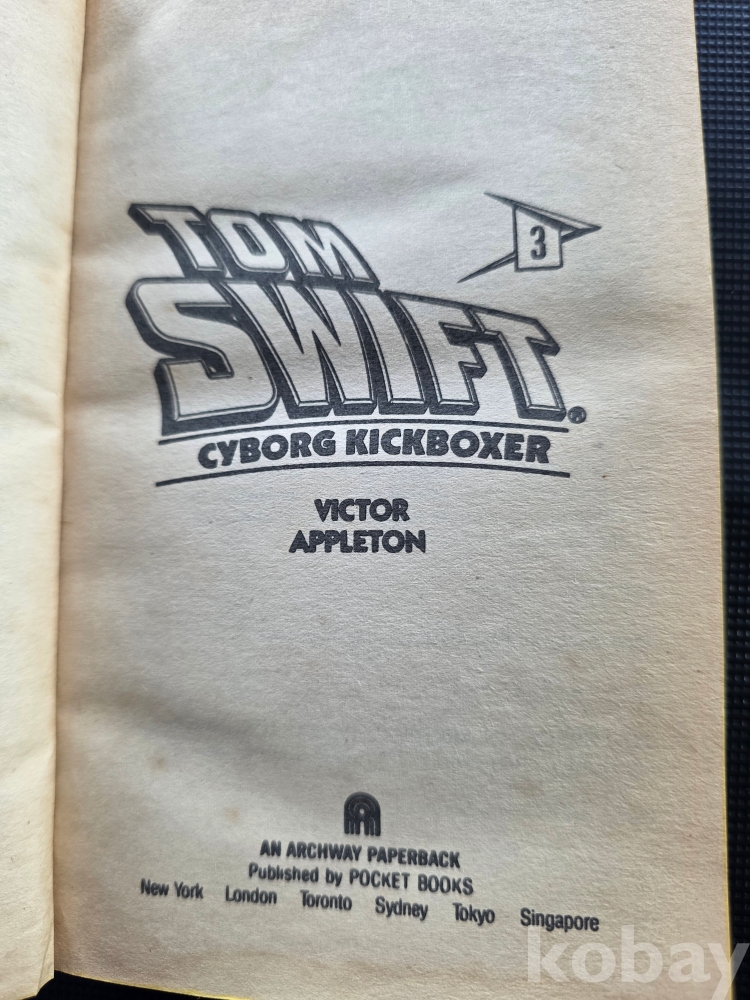 TOM
SWIFT®
3
CYBORG KICKBOXER
VICTOR
APPLETON
AN ARCHWAY PAPERBACK
Published by POCKET BOOKS
New York London Toronto Sydney Tokyo Singapore
kobay